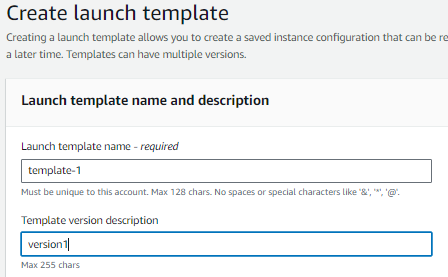 Create launch template
Creating a launch template allows you to create a saved instance configuration that can be re
a later time. Templates can have multiple versions.
Launch template name and description
Launch template name - required
template-1
Must be unique to this account. Max 128 chars. No spaces or special characters like '&', '*', '@'.
Template version description
version1
Max 255 chars